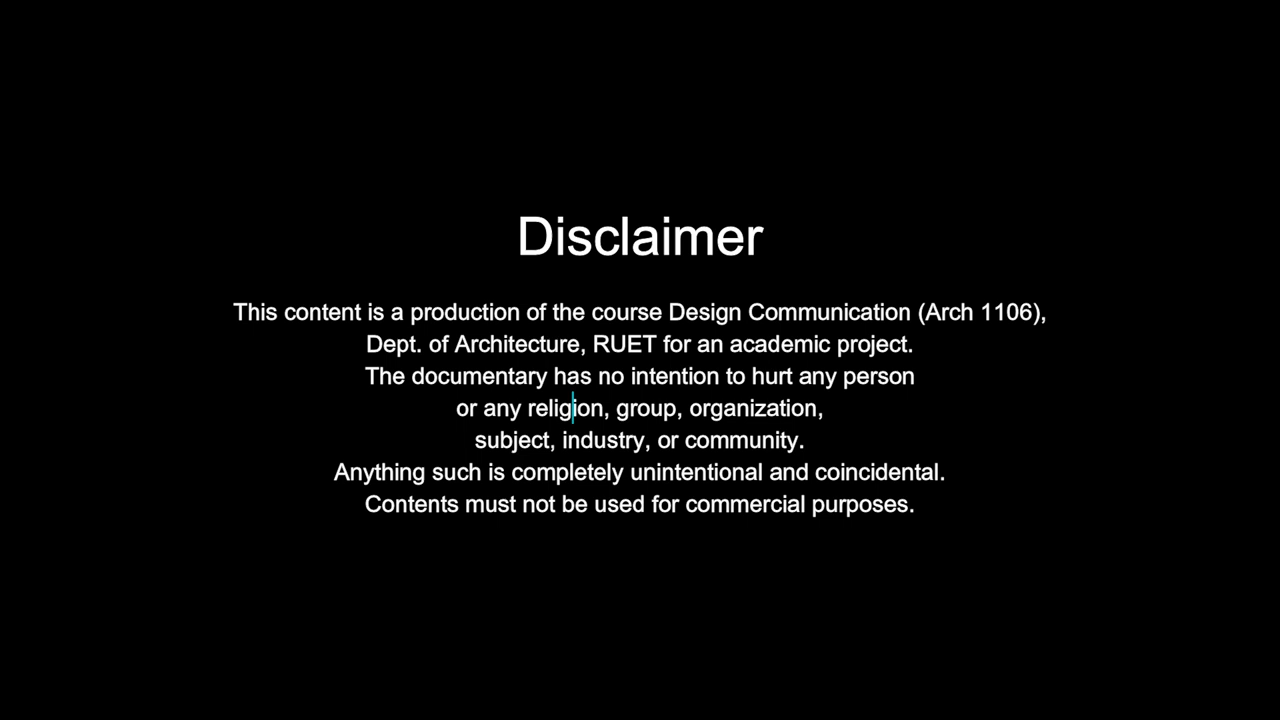 Disclaimer
This content is a production of the course Design Communication (Arch 1106),
Dept. of Architecture, RUET for an academic project.
The documentary has no intention to hurt any person
or any religion, group, organization,
subject, industry, or community.
Anything such is completely unintentional and coincidental.
Contents must not be used for commercial purposes.